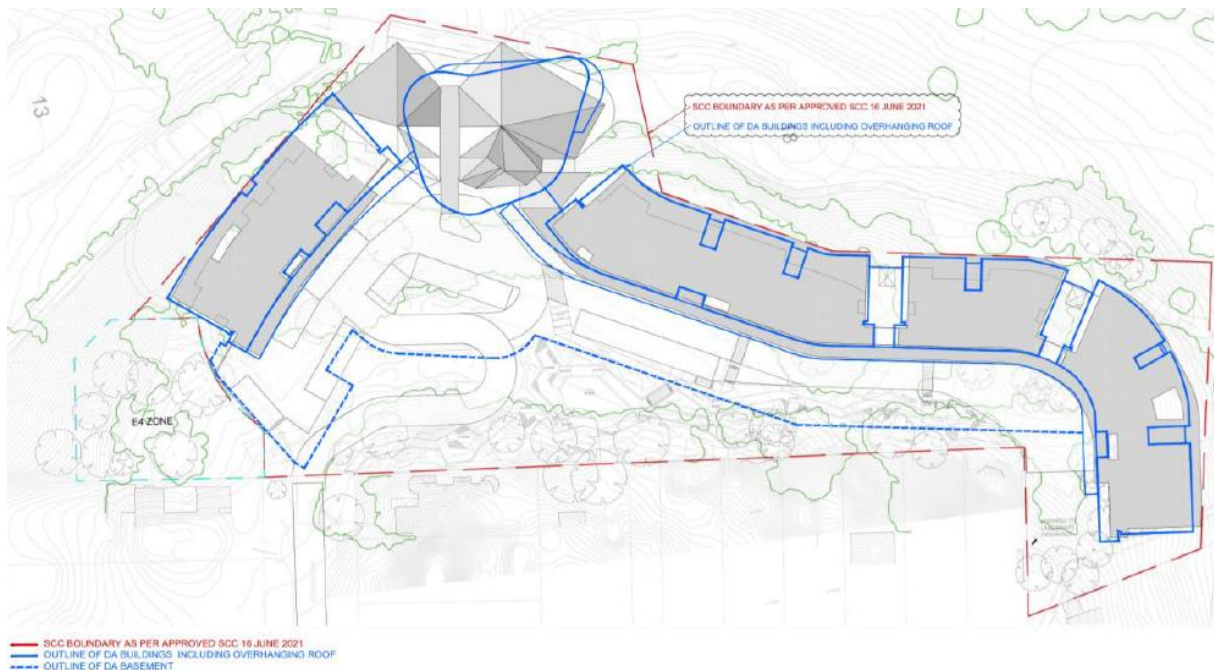 13
SCC BOUNDARY AS PER APPROVED SCC 16 JUNE 2021
OUTLINE OF DA BUILDINGS INCLUDING OVERHANGING ROOF
8
E4 ZONE
SCC BOUNDARY AS PER APPROVED SCC 16 JUNE 2021
OUTLINE OF DA BUILDINGS INCLUDING OVERHANGING ROOF
OUTLINE OF DA BASEMENT